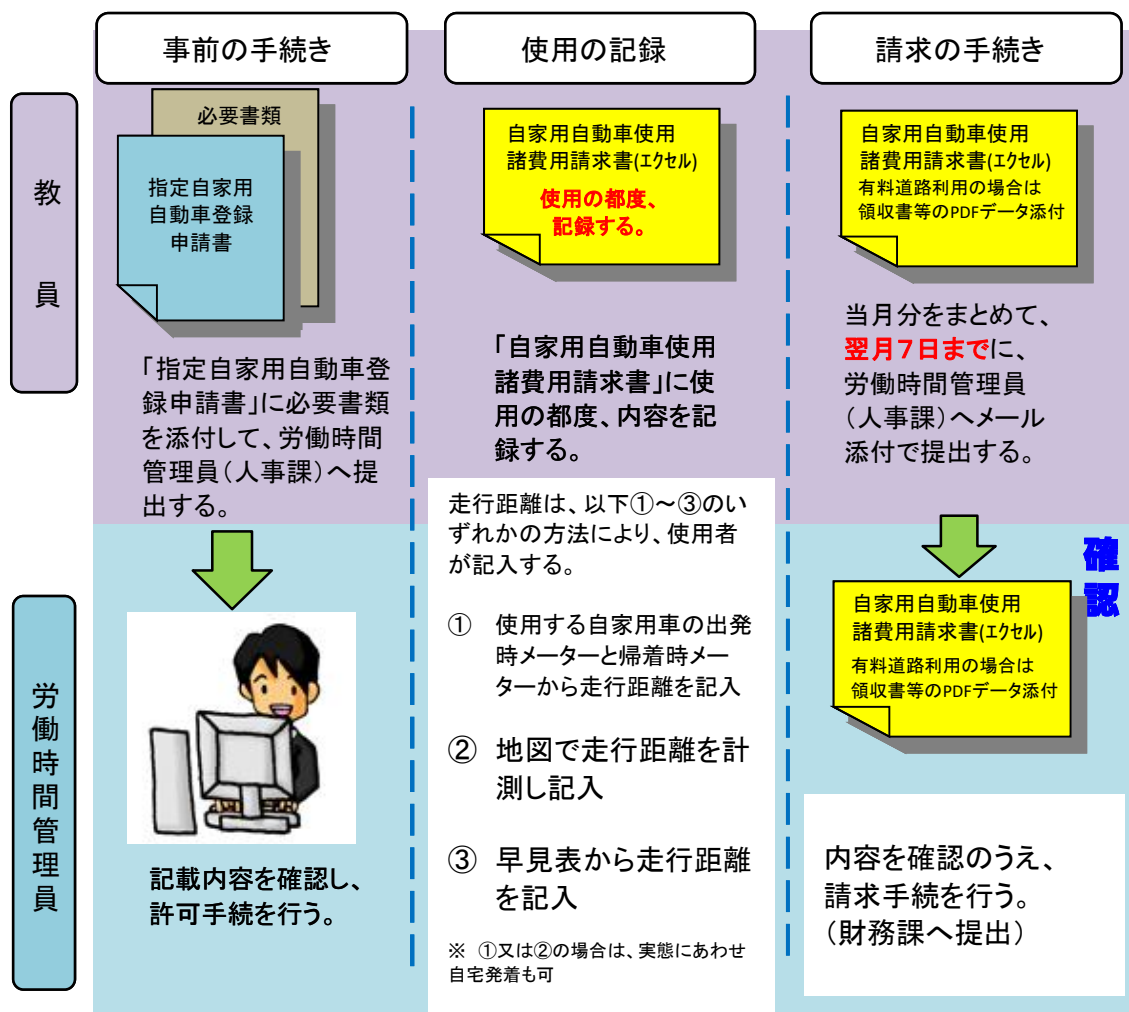 事前の手続き
使用の記録
請求の手続き
教員
必要書類
指定自家用
自動車登録
申請書
「指定自家用自動車登
録申請書」に必要書類
を添付して、労働時間
管理員(人事課)へ提
出する。
自家用自動車使用
諸費用請求書(エクセル)
使用の都度、
記録する。
「自家用自動車使用
諸費用請求書」に使
用の都度、内容を記
録する。
自家用自動車使用
諸費用請求書(エクセル)
有料道路利用の場合は
領収書等のPDFデータ添付
当月分をまとめて、
翌月7日までに、
労働時間管理員
(人事課)へメール
添付で提出する。
労働時間管理員
記載内容を確認し、
許可手続を行う。
走行距離は、以下①～③のい
ずれかの方法により、使用者
が記入する。
① 使用する自家用車の出発
時メーターと帰着時メー
ターから走行距離を記入
② 地図で走行距離を計
測し記入
③ 早見表から走行距離
を記入
※ ①又は②の場合は、実態にあわせ
自宅発着も可
確認
自家用自動車使用
諸費用請求書(エクセル)
有料道路利用の場合は
領収書等のPDFデータ添付
内容を確認のうえ、
請求手続を行う。
(財務課へ提出)